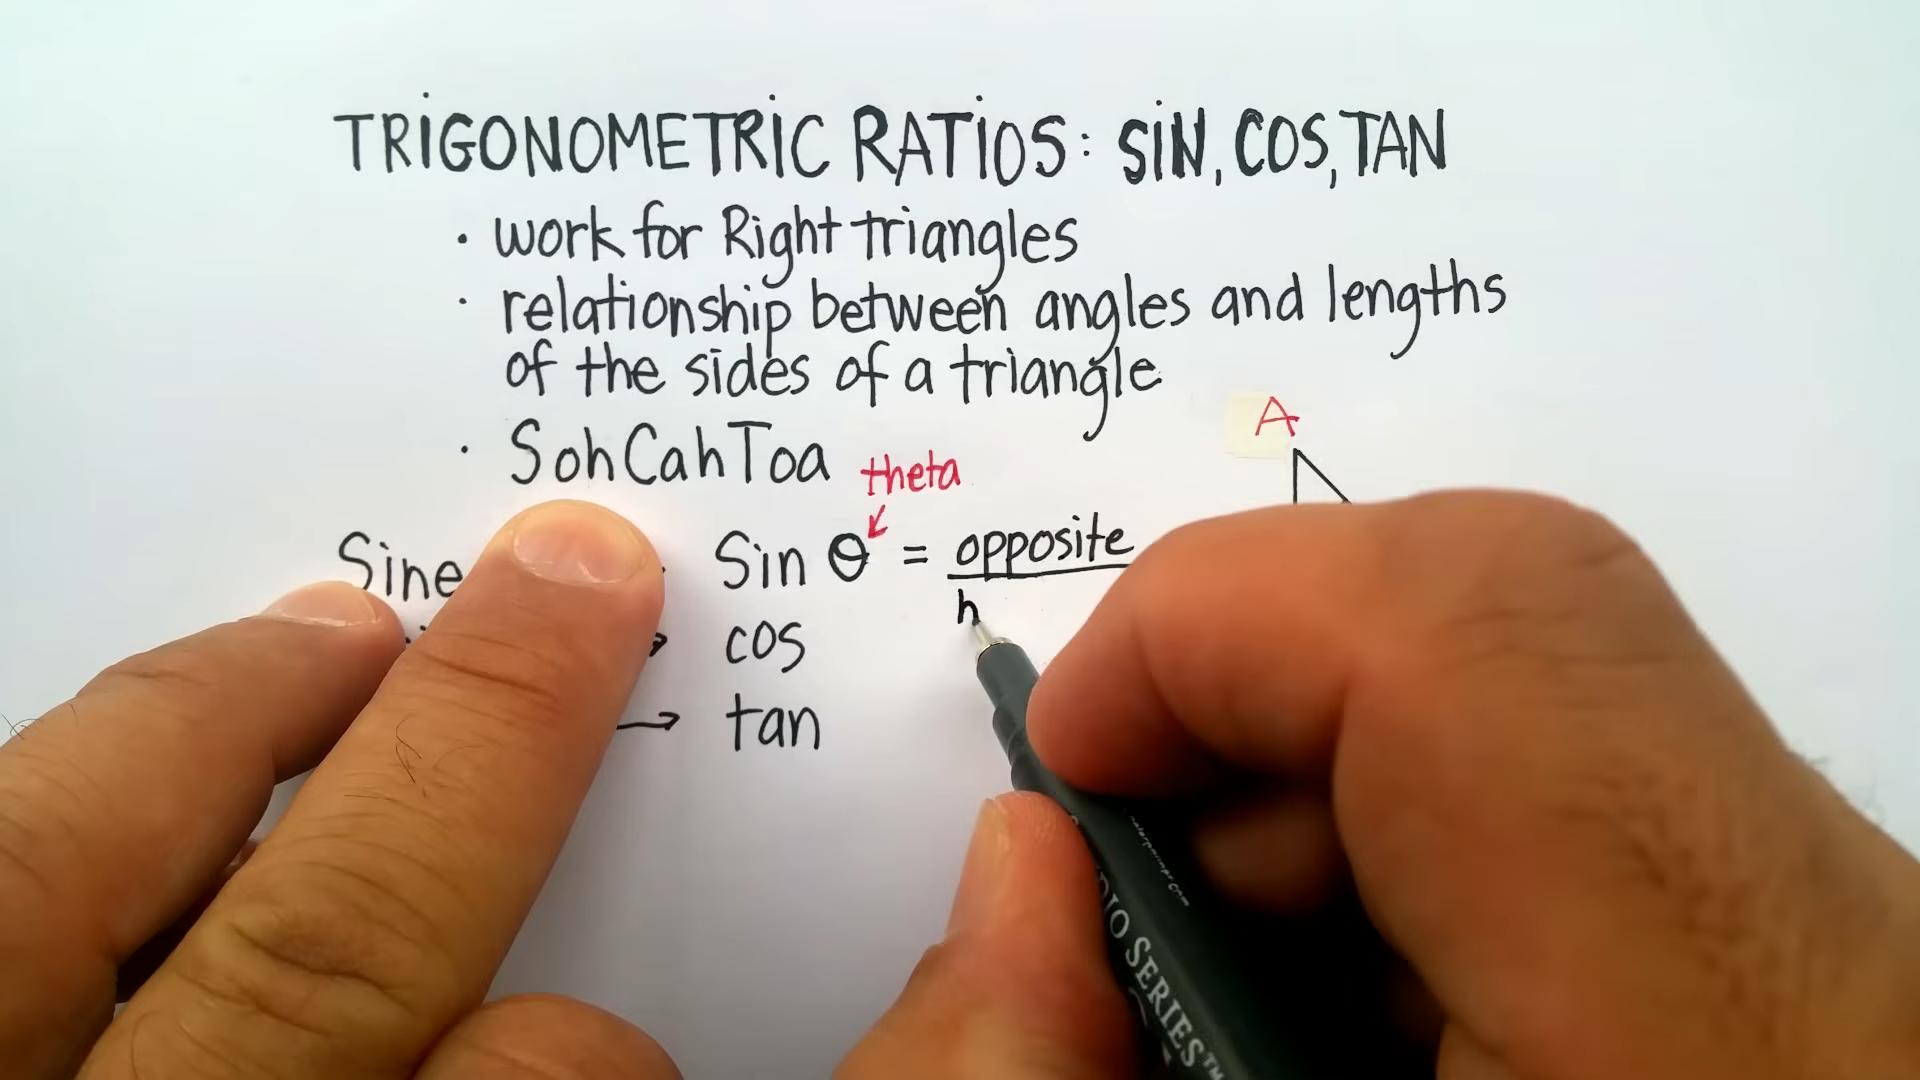 TRIGONOMETRIC RATIOS: SIN, COS, TAN
· work for Right triangles
· relationship between angles and lengths
of the sides of a triangle
A
· SohCahToa
theta
Sine Sin θ = opposite
h
→ cos
→ tan
SERIES™